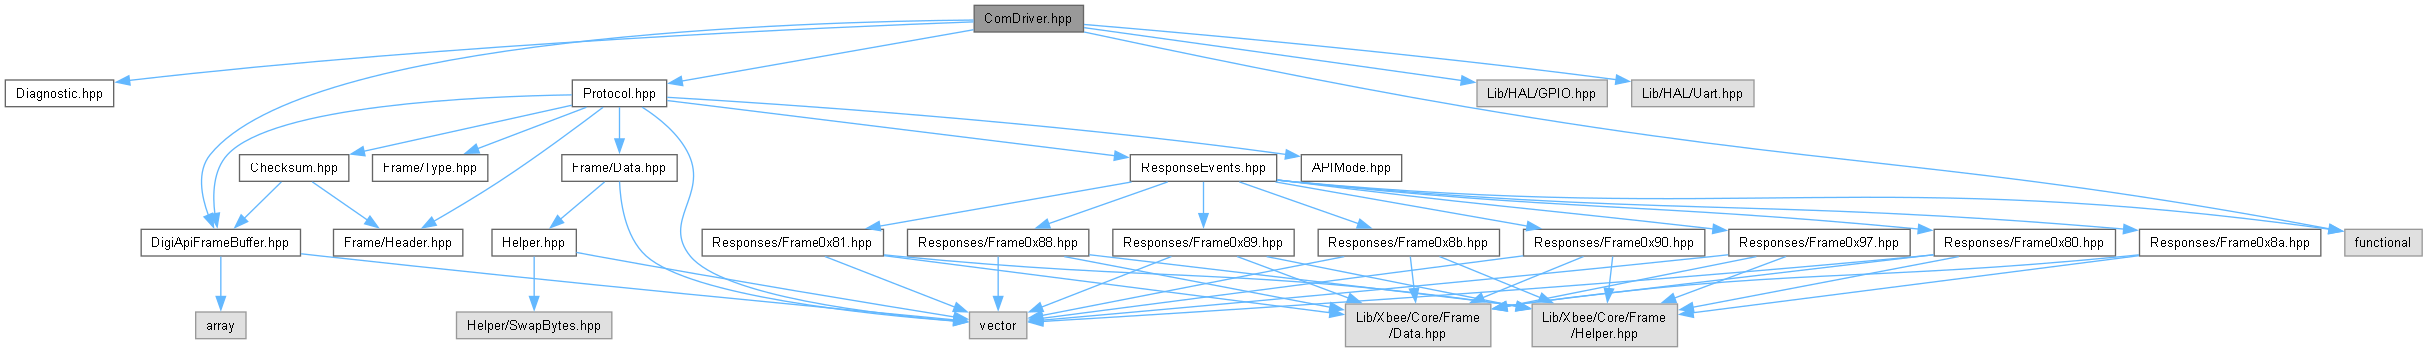 ComDriver.hpp
Diagnostic.hpp
Protocol.hpp
Lib/HAL/GPIO.hpp
Lib/HAL/Uart.hpp
Checksum.hpp
Frame/Type.hpp
Frame/Data.hpp
ResponseEvents.hpp
APIMode.hpp
DigiApiFrameBuffer.hpp
Frame/Header.hpp
Helper.hpp
Responses/Frame0x81.hpp
Responses/Frame0x88.hpp
Responses/Frame0x89.hpp
Responses/Frame0x8b.hpp
Responses/Frame0x90.hpp
Responses/Frame0x97.hpp
Responses/Frame0x80.hpp
Responses/Frame0x8a.hpp
functional
array
Helper/SwapBytes.hpp
vector
Lib/Xbee/Core/Frame
/Data.hpp
Lib/Xbee/Core/Frame
/Helper.hpp